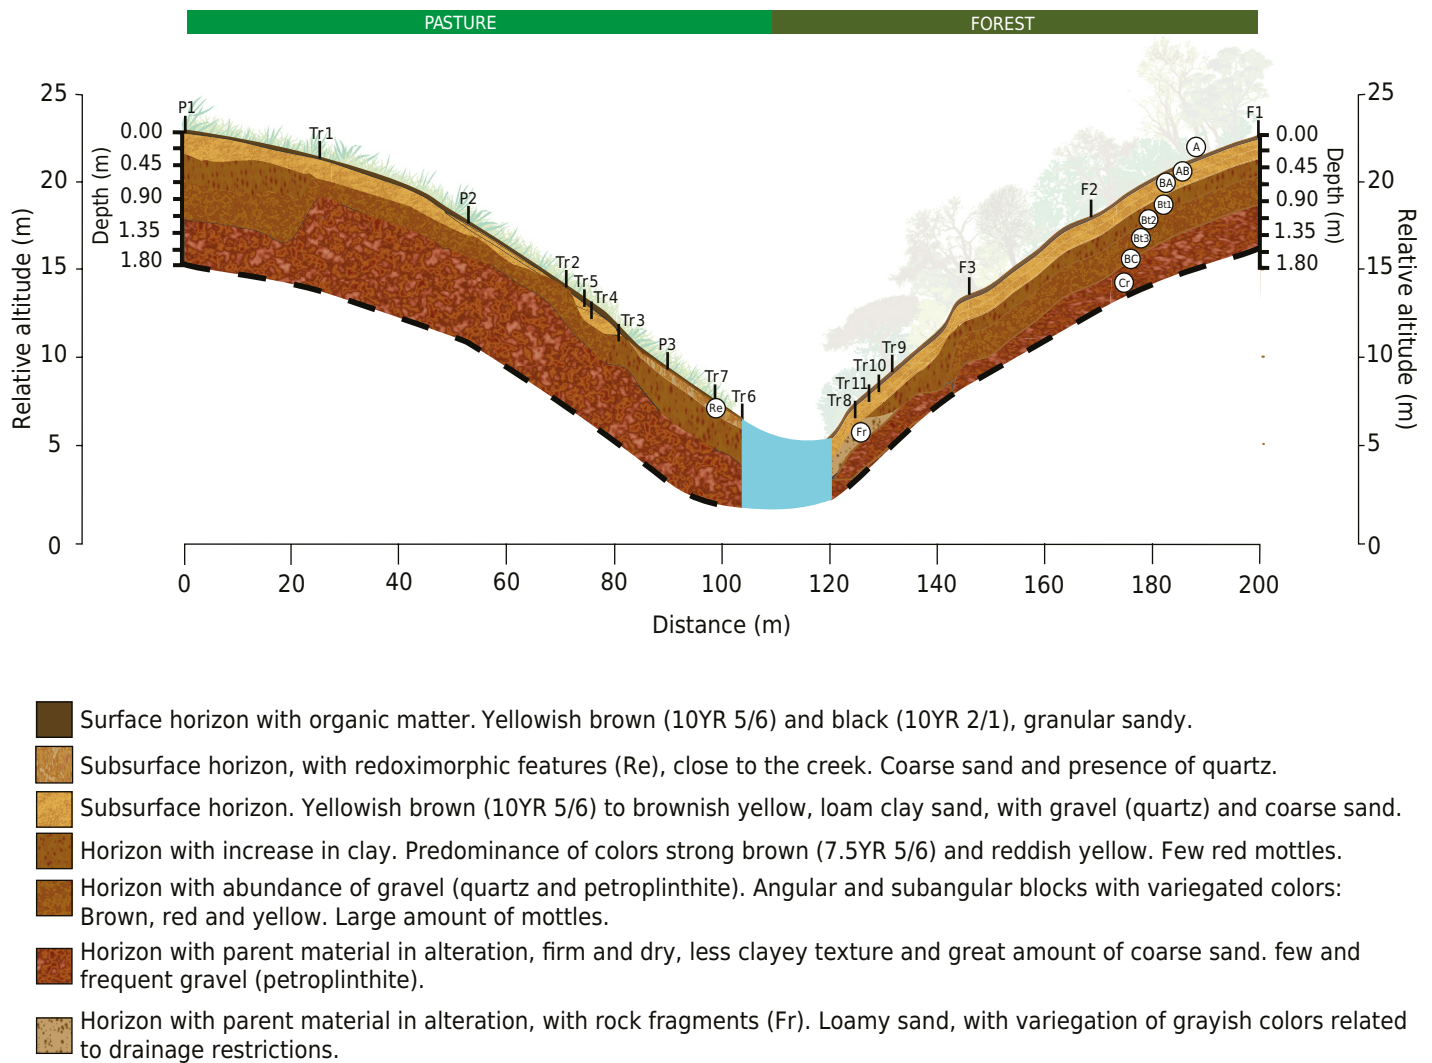 PASTURE FOREST
25
20
15
10
5
0
Relative altitude (m)
0.00
0.45
0.90
1.35
1.80
Depth (m)
P1
Tr1
P2
Tr2
Tr5
Tr4
Tr3
P3
Tr7
Tr6
Re
Tr9
Tr10
Tr11
Tr8
Fr
F3
F2
F1
A
AB
BA
Bt1
Bt2
Bt3
BC
Cr
0.00
0.45
0.90
1.35
1.80
Depth (m)
25
20
15
10
5
0
Relative altitude (m)
0 20 40 60 80 100 120 140 160 180 200
Distance (m)
Surface horizon with organic matter. Yellowish brown (10YR 5/6) and black (10YR 2/1), granular sandy.
Subsurface horizon, with redoximorphic features (Re), close to the creek. Coarse sand and presence of quartz.
Subsurface horizon. Yellowish brown (10YR 5/6) to brownish yellow, loam clay sand, with gravel (quartz) and coarse sand.
Horizon with increase in clay. Predominance of colors strong brown (7.5YR 5/6) and reddish yellow. Few red mottles.
Horizon with abundance of gravel (quartz and petroplinthite). Angular and subangular blocks with variegated colors:
Brown, red and yellow. Large amount of mottles.
Horizon with parent material in alteration, firm and dry, less clayey texture and great amount of coarse sand. few and
frequent gravel (petroplinthite).
Horizon with parent material in alteration, with rock fragments (Fr). Loamy sand, with variegation of grayish colors related
to drainage restrictions.